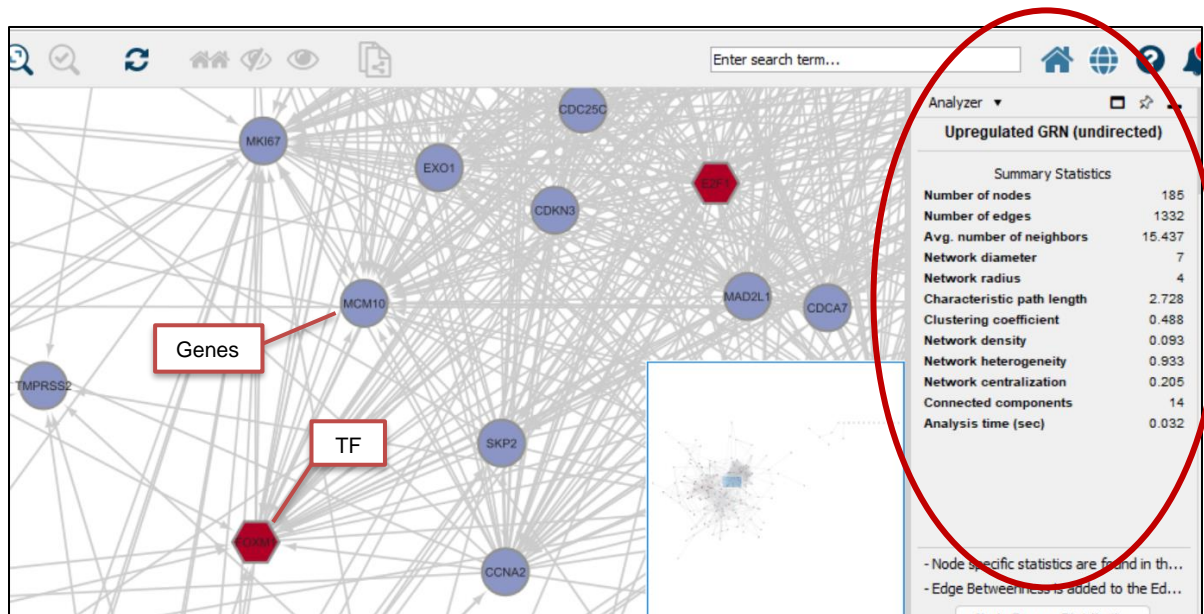 Enter search term...
Analyzer
Upregulated GRN (undirected)
Summary Statistics
Number of nodes 185
Number of edges 1332
Avg. number of neighbors 15.437
Network diameter 7
Network radius 4
Characteristic path length 2.728
Clustering coefficient 0.488
Network density 0.093
Network heterogeneity 0.933
Network centralization 0.205
Connected components 14
Analysis time (sec) 0.032
- Node specific statistics are found in th...
- Edge Betweenness is added to the Ed...
CDC25C
MKI67
EXO1
E2F1
CDKN3
MCM10
MAD2L1
CDCA7
Genes
TMPRSS2
TF
SKP2
FOXM1
CCNA2